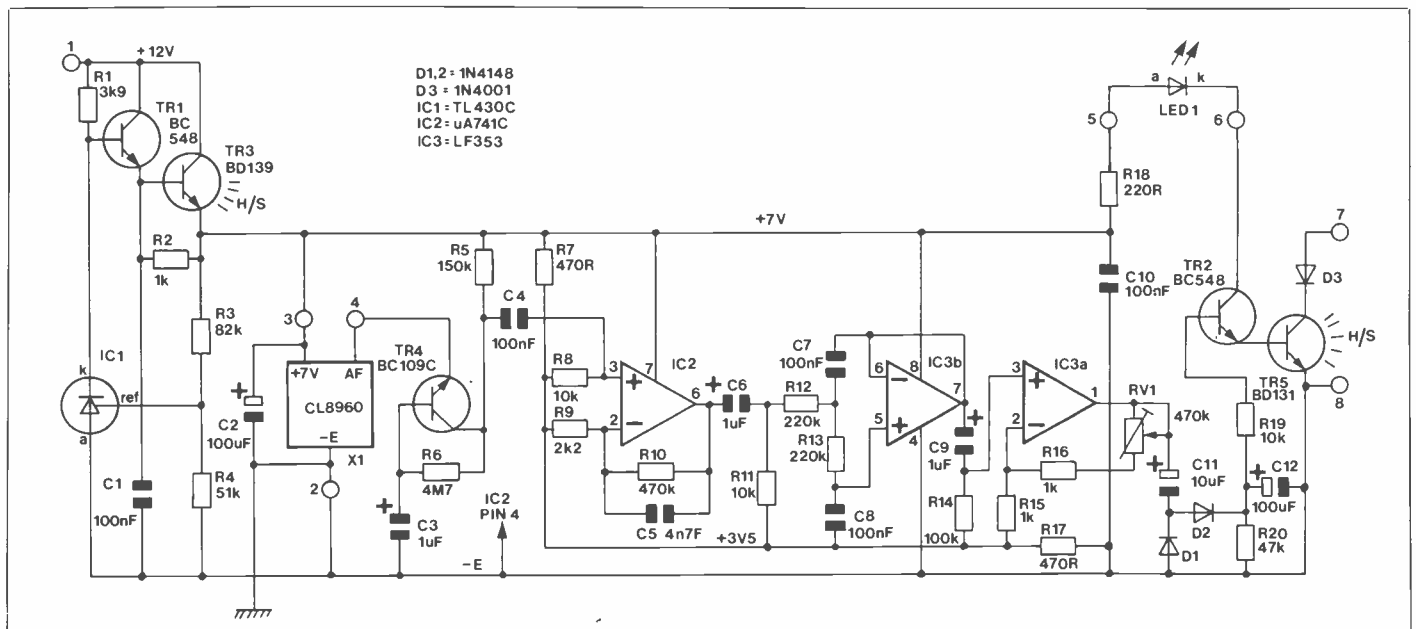 1
+12V
R1
3k9
TR1
BC
548
TR3
BD139
H/S
D1,2 = 1N4148
D3 = 1N4001
IC1 = TL430C
IC2 = uA741C
IC3 = LF353
a
k
LED 1
5
6
R18
220R
+7V
7
R2
1k
R3
82k
3
4
+7V
AF
CL8960
-E
X1
2
C2
100uF
+
IC1
k
ref
a
C1
100nF
R4
51k
TR4
BC109C
R5
150k
R6
4M7
+
C3
1uF
C4
100nF
R7
470R
R8
10k
R9
2k2
3
7
IC2
+
-
2
6
R10
470k
C5 4n7F
IC2
PIN 4
-E
+
C6
1uF
R11
10k
+3V5
R12
220k
C7
100nF
R13
220k
C8
100nF
6
8
IC3b
-
7
5
+
4
+
C9
1uF
R14
100k
3
IC3a
+
1
2
-
R16
1k
R15
1k
R17
470R
RV1
470k
C10
100nF
+
C11
10uF
D2
D1
TR2
BC548
D3
H/S
TR5
BD131
8
R19
10k
+
C12
100uF
R20
47k